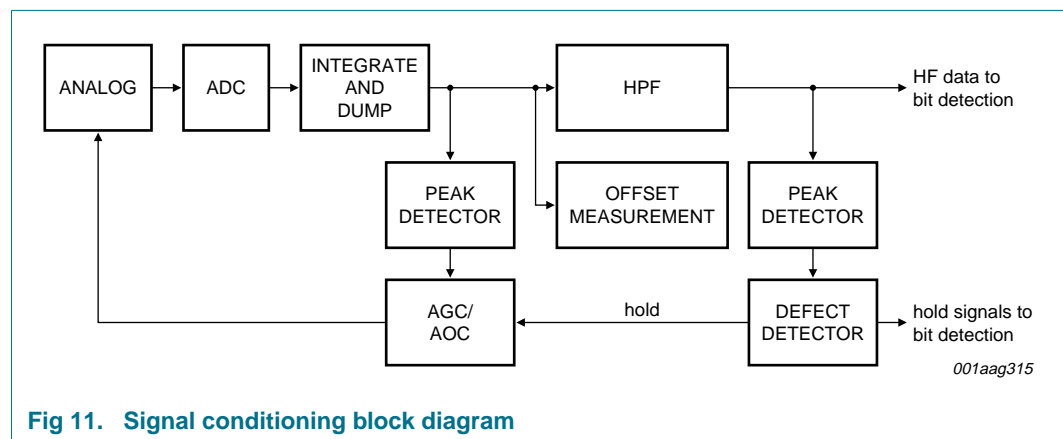 ANALOG
ADC
INTEGRATE
AND
DUMP
HPF
HF data to
bit detection
PEAK
DETECTOR
OFFSET
MEASUREMENT
PEAK
DETECTOR
AGC/
AOC
hold
DEFECT
DETECTOR
hold signals to
bit detection
001aag315
Fig 11. Signal conditioning block diagram